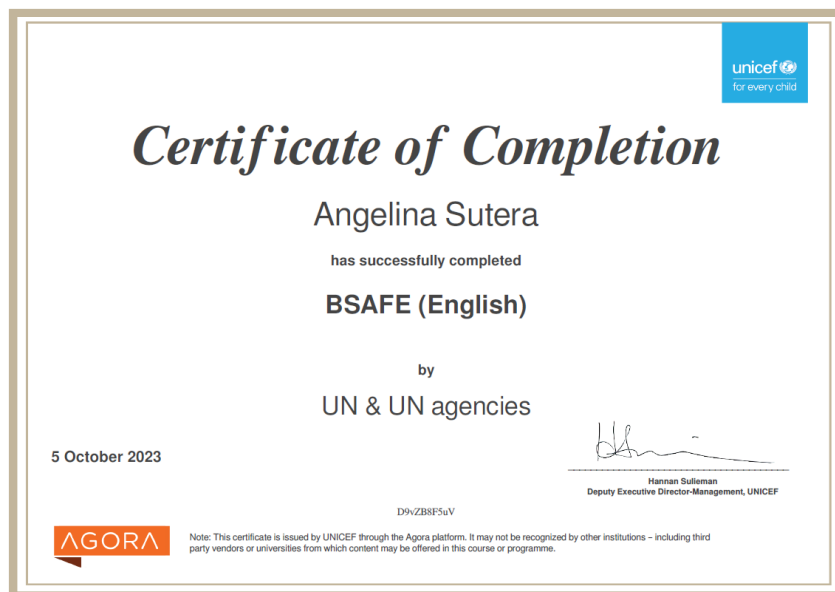 unicef
for every child
Certificate of Completion
Angelina Sutera
has successfully completed
BSAFE (English)
by
UN & UN agencies
5 October 2023
Hannan Sulieman
Deputy Executive Director-Management, UNICEF
D9vZB8F5uV
AGORA
Note: This certificate is issued by UNICEF through the Agora platform. It may not be recognized by other institutions – including third
party vendors or universities from which content may be offered in this course or programme.